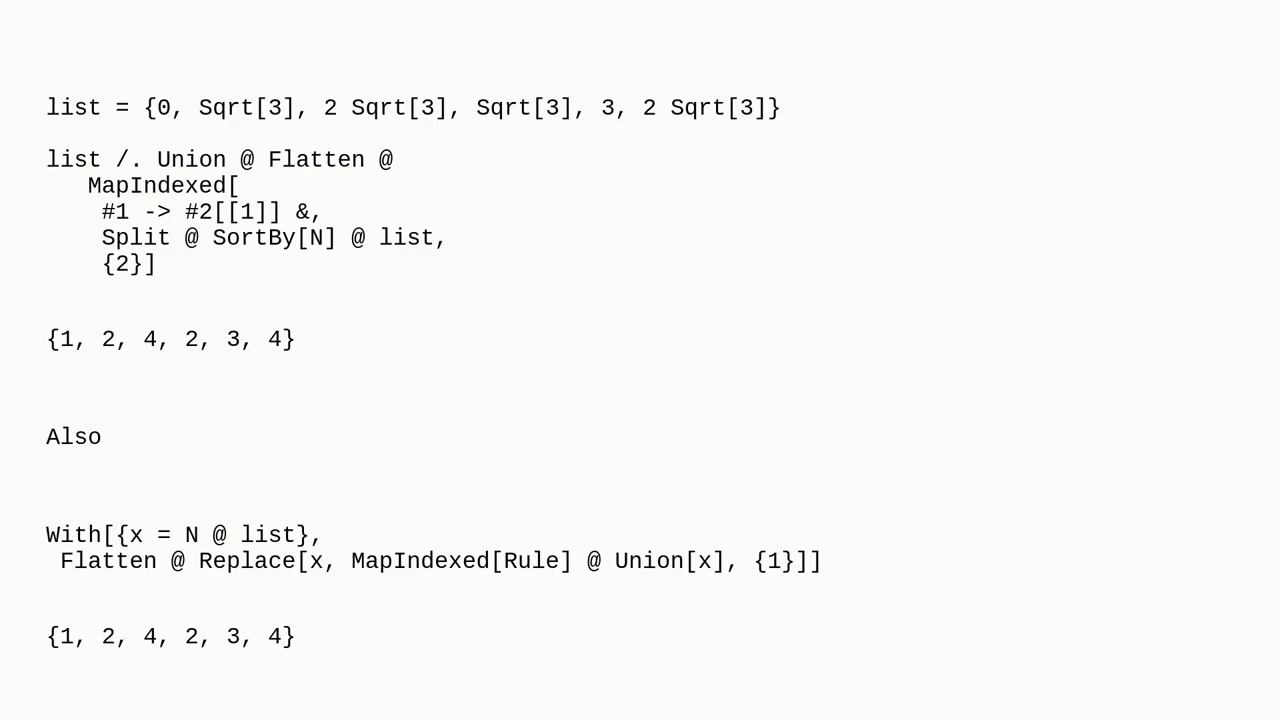 list = {0, Sqrt[3], 2 Sqrt[3], Sqrt[3], 3, 2 Sqrt[3]}
list /. Union @ Flatten @
MapIndexed[
#1 -> #2[[1]] &,
Split @ SortBy[N] @ list,
{2}]
{1, 2, 4, 2, 3, 4}
Also
With[{x = N @ list},
Flatten @ Replace[x, MapIndexed[Rule] @ Union[x], {1}]]
{1, 2, 4, 2, 3, 4}